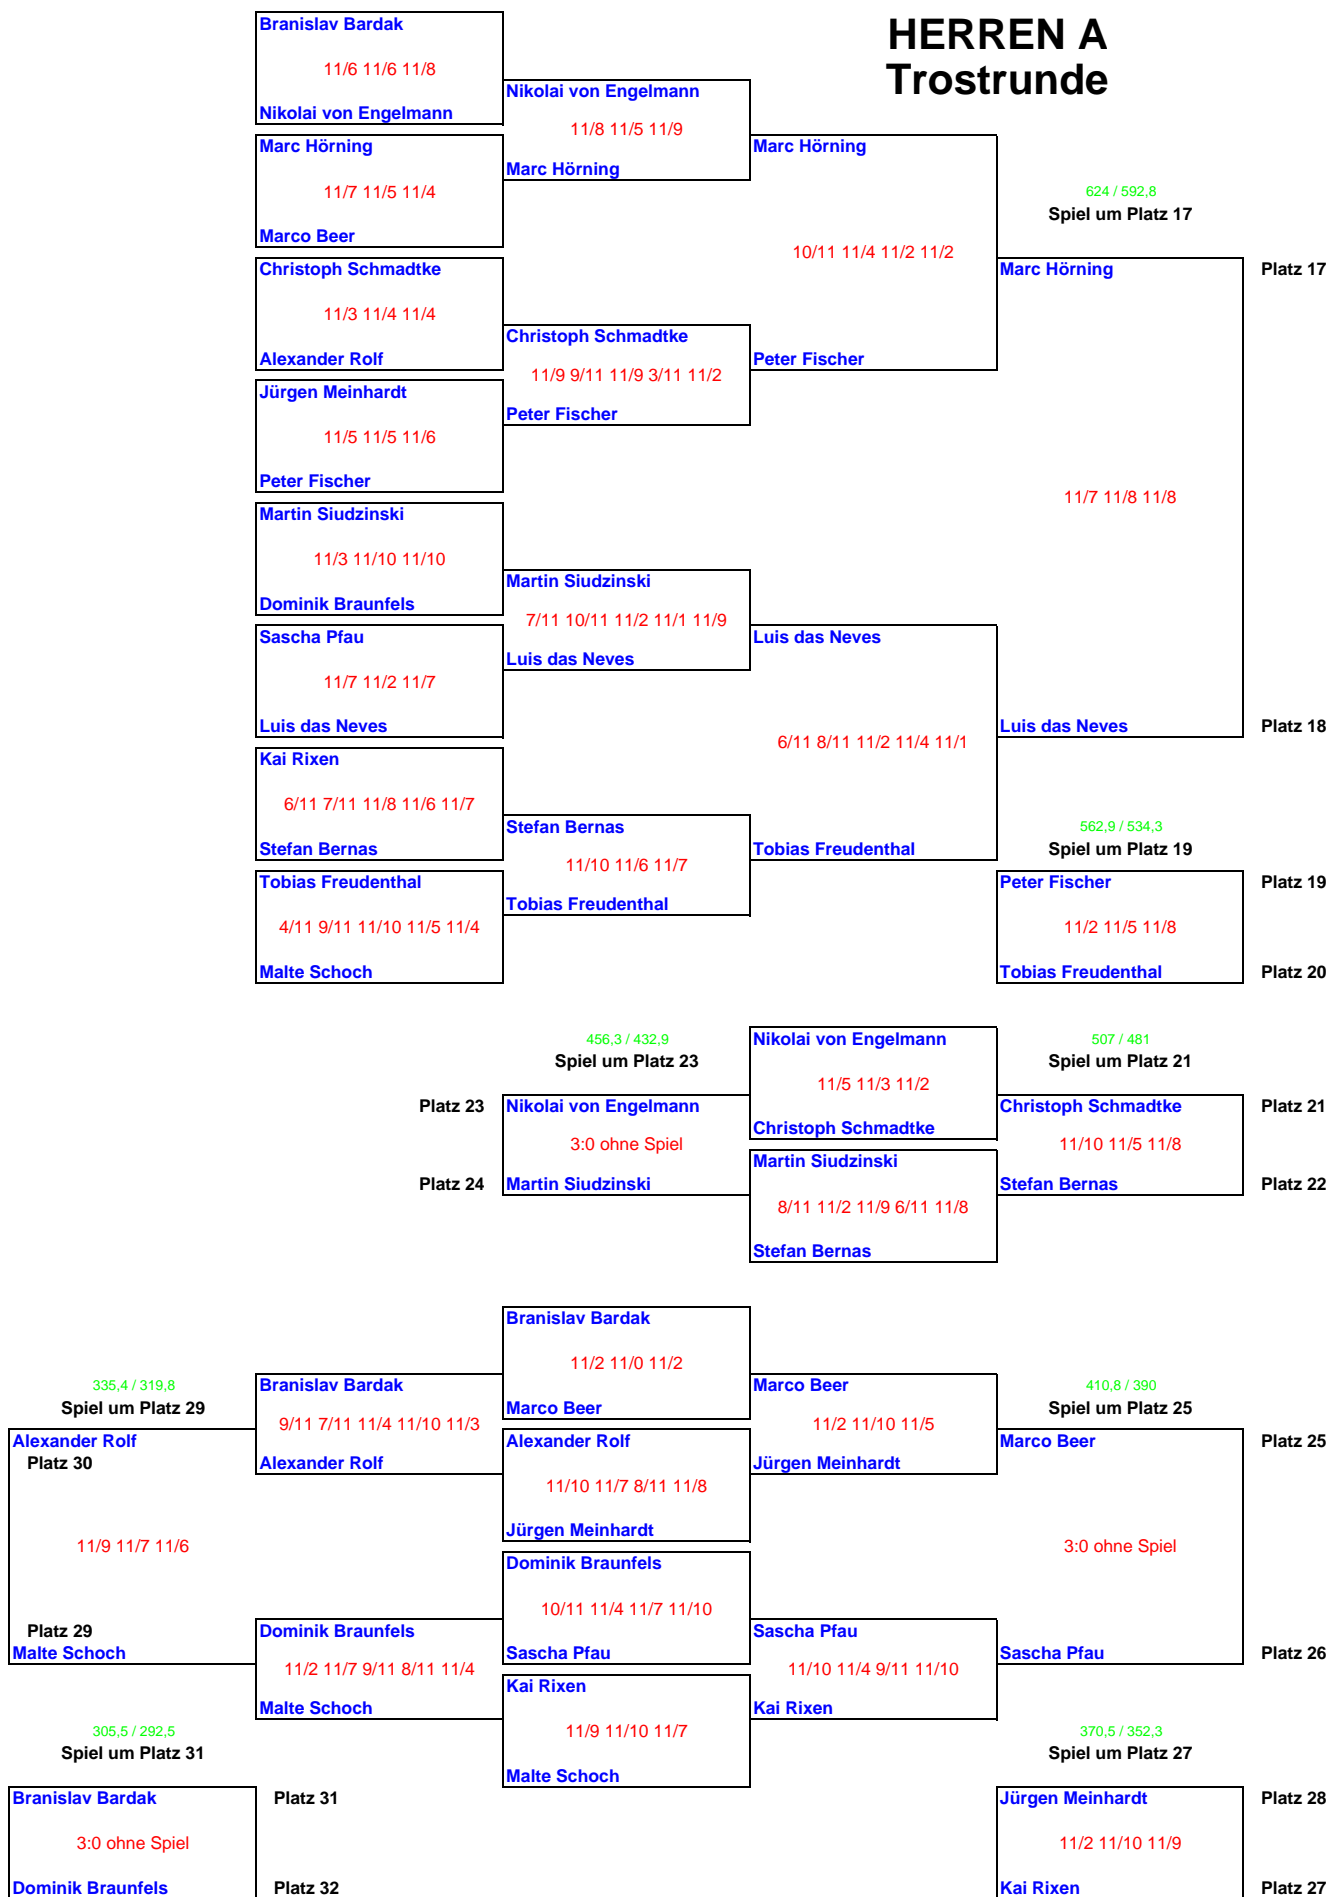 HERREN A
Trostrunde
Branislav Bardak
11/6 11/6 11/8
Nikolai von Engelmann
Marc Hörning
11/7 11/5 11/4
Marco Beer
Christoph Schmadtke
11/3 11/4 11/4
Alexander Rolf
Jürgen Meinhardt
11/5 11/5 11/6
Peter Fischer
Martin Siudzinski
11/3 11/10 11/10
Dominik Braunfels
Sascha Pfau
11/7 11/2 11/7
Luis das Neves
Kai Rixen
6/11 7/11 11/8 11/6 11/7
Stefan Bernas
Tobias Freudenthal
4/11 9/11 11/10 11/5 11/4
Malte Schoch
Nikolai von Engelmann
11/8 11/5 11/9
Marc Hörning
Christoph Schmadtke
11/9 9/11 11/9 3/11 11/2
Peter Fischer
Martin Siudzinski
7/11 10/11 11/2 11/1 11/9
Luis das Neves
Stefan Bernas
11/10 11/6 11/7
Tobias Freudenthal
Marc Hörning
10/11 11/4 11/2 11/2
Peter Fischer
Luis das Neves
6/11 8/11 11/2 11/4 11/1
Tobias Freudenthal
624 / 592,8
Spiel um Platz 17
Marc Hörning
Platz 17
11/7 11/8 11/8
Luis das Neves
Platz 18
562,9 / 534,3
Spiel um Platz 19
Peter Fischer
Platz 19
11/2 11/5 11/8
Tobias Freudenthal
Platz 20
456,3 / 432,9
Spiel um Platz 23
Platz 23
Nikolai von Engelmann
3:0 ohne Spiel
Platz 24
Martin Siudzinski
Nikolai von Engelmann
11/5 11/3 11/2
Christoph Schmadtke
Martin Siudzinski
8/11 11/2 11/9 6/11 11/8
Stefan Bernas
507 / 481
Spiel um Platz 21
Christoph Schmadtke
Platz 21
11/10 11/5 11/8
Stefan Bernas
Platz 22
335,4 / 319,8
Spiel um Platz 29
Alexander Rolf
Platz 30
11/9 11/7 11/6
Platz 29
Malte Schoch
305,5 / 292,5
Spiel um Platz 31
Branislav Bardak
Platz 31
3:0 ohne Spiel
Dominik Braunfels
Platz 32
Branislav Bardak
9/11 7/11 11/4 11/10 11/3
Alexander Rolf
Dominik Braunfels
11/2 11/7 9/11 8/11 11/4
Malte Schoch
Branislav Bardak
11/2 11/0 11/2
Marco Beer
Alexander Rolf
11/10 11/7 8/11 11/8
Jürgen Meinhardt
Dominik Braunfels
10/11 11/4 11/7 11/10
Sascha Pfau
Kai Rixen
11/9 11/10 11/7
Malte Schoch
Marco Beer
11/2 11/10 11/5
Jürgen Meinhardt
Sascha Pfau
11/10 11/4 9/11 11/10
Kai Rixen
410,8 / 390
Spiel um Platz 25
Marco Beer
Platz 25
3:0 ohne Spiel
Sascha Pfau
Platz 26
370,5 / 352,3
Spiel um Platz 27
Jürgen Meinhardt
Platz 28
11/2 11/10 11/9
Kai Rixen
Platz 27